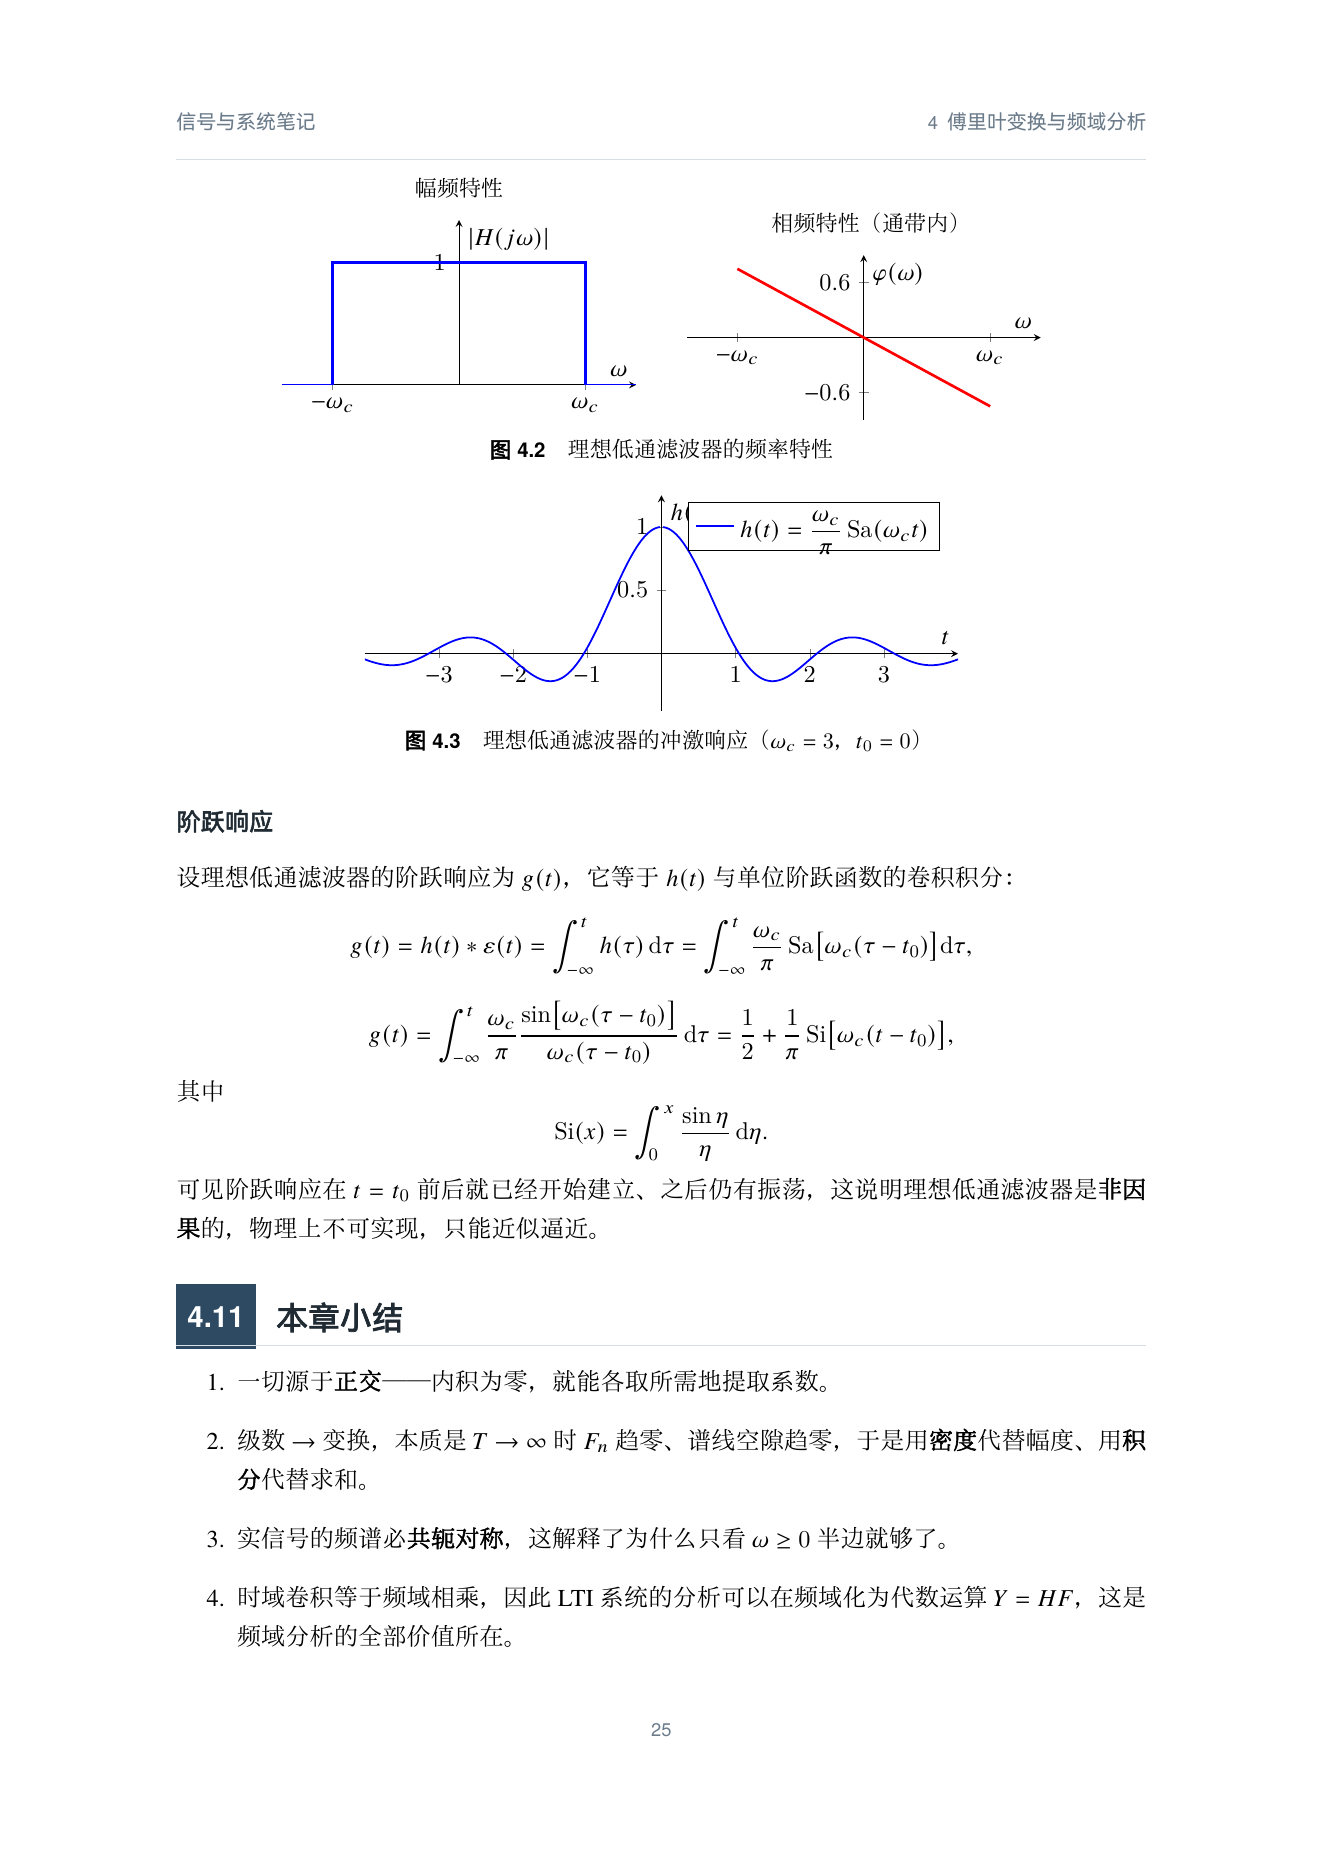 信号与系统笔记
4 傅里叶变换与频域分析
幅频特性
|H(jω)|
1
ω
−ω_c
ω_c
相频特性（通带内）
0.6
φ(ω)
ω
−ω_c
ω_c
−0.6
图 4.2 理想低通滤波器的频率特性
h(
h(t) = \frac{ω_c}{π} Sa(ω_c t)
1
0.5
t
−3 −2 −1 1 2 3
图 4.3 理想低通滤波器的冲激响应（ω_c = 3，t_0 = 0）
阶跃响应
设理想低通滤波器的阶跃响应为 g(t)，它等于 h(t) 与单位阶跃函数的卷积积分：
g(t) = h(t) ∗ ε(t) = \int_{−∞}^{t} h(τ) dτ = \int_{−∞}^{t} \frac{ω_c}{π} Sa[ω_c(τ − t_0)]dτ,
g(t) = \int_{−∞}^{t} \frac{ω_c}{π} \frac{sin[ω_c(τ − t_0)]}{ω_c(τ − t_0)} dτ = \frac{1}{2} + \frac{1}{π} Si[ω_c(t − t_0)],
其中
Si(x) = \int_{0}^{x} \frac{sin η}{η} dη.
可见阶跃响应在 t = t_0 前后就已经开始建立、之后仍有振荡，这说明理想低通滤波器是非因
果的，物理上不可实现，只能近似逼近。
4.11 本章小结
1. 一切源于正交——内积为零，就能各取所需地提取系数。
2. 级数 → 变换，本质是 T → ∞ 时 F_n 趋零、谱线空隙趋零，于是用密度代替幅度、用积
分代替求和。
3. 实信号的频谱必共轭对称，这解释了为什么只看 ω ≥ 0 半边就够了。
4. 时域卷积等于频域相乘，因此 LTI 系统的分析可以在频域化为代数运算 Y = HF，这是
频域分析的全部价值所在。
25